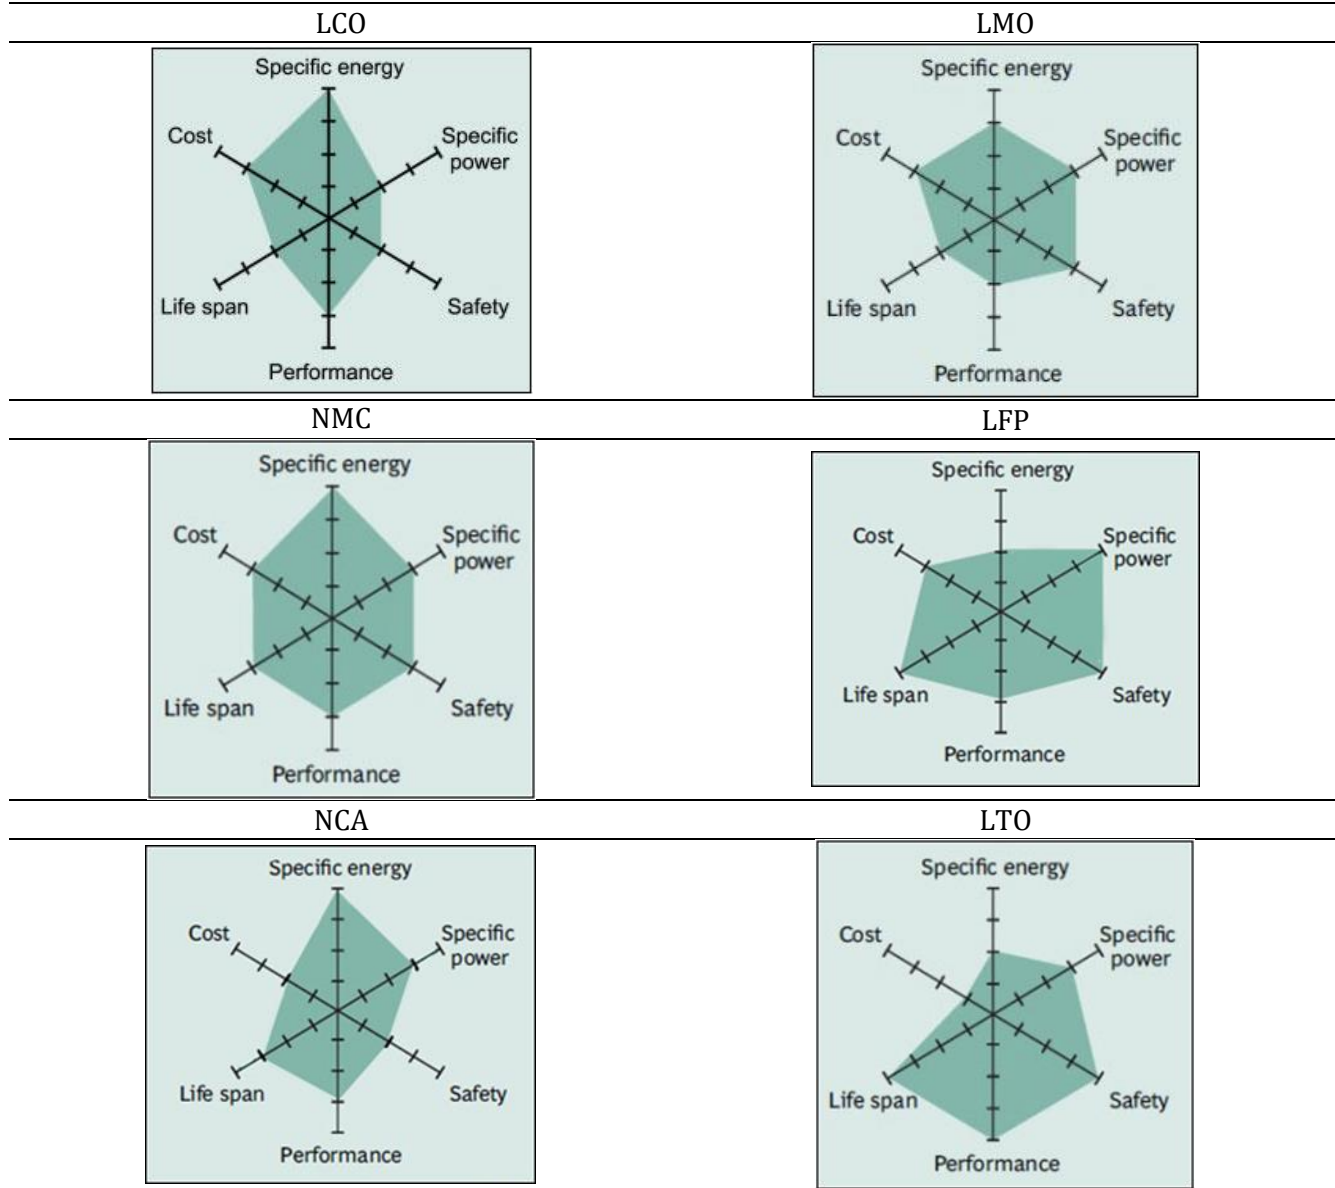 LCO
LMO
Specific energy
Cost
Specific
power
Life span
Safety
Performance
Specific energy
Cost
Specific
power
Life span
Safety
Performance
NMC
LFP
Specific energy
Cost
Specific
power
Life span
Safety
Performance
Specific energy
Cost
Specific
power
Life span
Safety
Performance
NCA
LTO
Specific energy
Cost
Specific
power
Life span
Safety
Performance
Specific energy
Cost
Specific
power
Life span
Safety
Performance